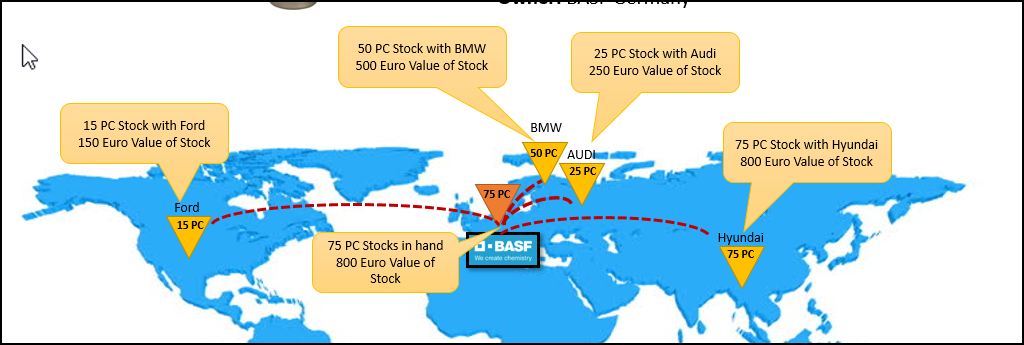 Owner: BASF Germany
50 PC Stock with BMW
500 Euro Value of Stock
25 PC Stock with Audi
250 Euro Value of Stock
15 PC Stock with Ford
150 Euro Value of Stock
75 PC Stock with Hyundai
800 Euro Value of Stock
BMW
50 PC
AUDI
25 PC
75 PC
Ford
15 PC
75 PC Stocks in hand
800 Euro Value of
Stock
BASF
We create chemistry
Hyundai
75 PC